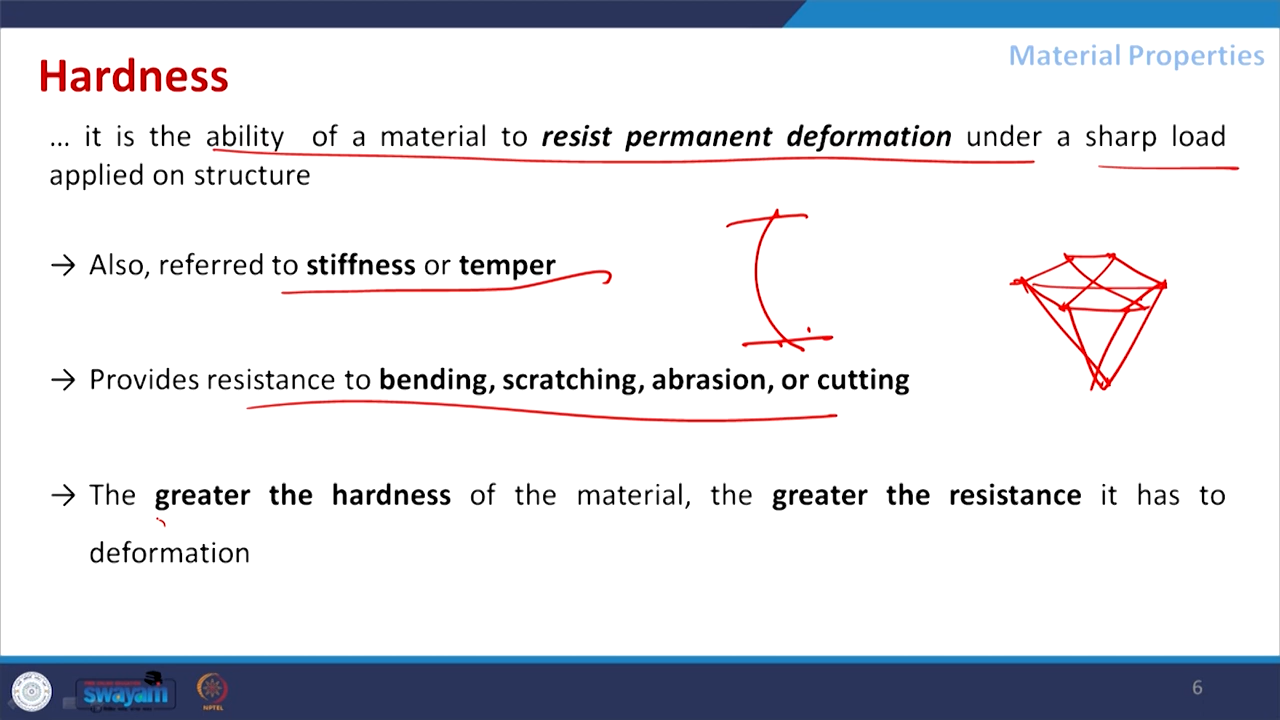 Material Properties
Hardness
... it is the ability of a material to resist permanent deformation under a sharp load
applied on structure
→ Also, referred to stiffness or temper
→ Provides resistance to bending, scratching, abrasion, or cutting
→ The greater the hardness of the material, the greater the resistance it has to
deformation
swayam
NPTEL
6